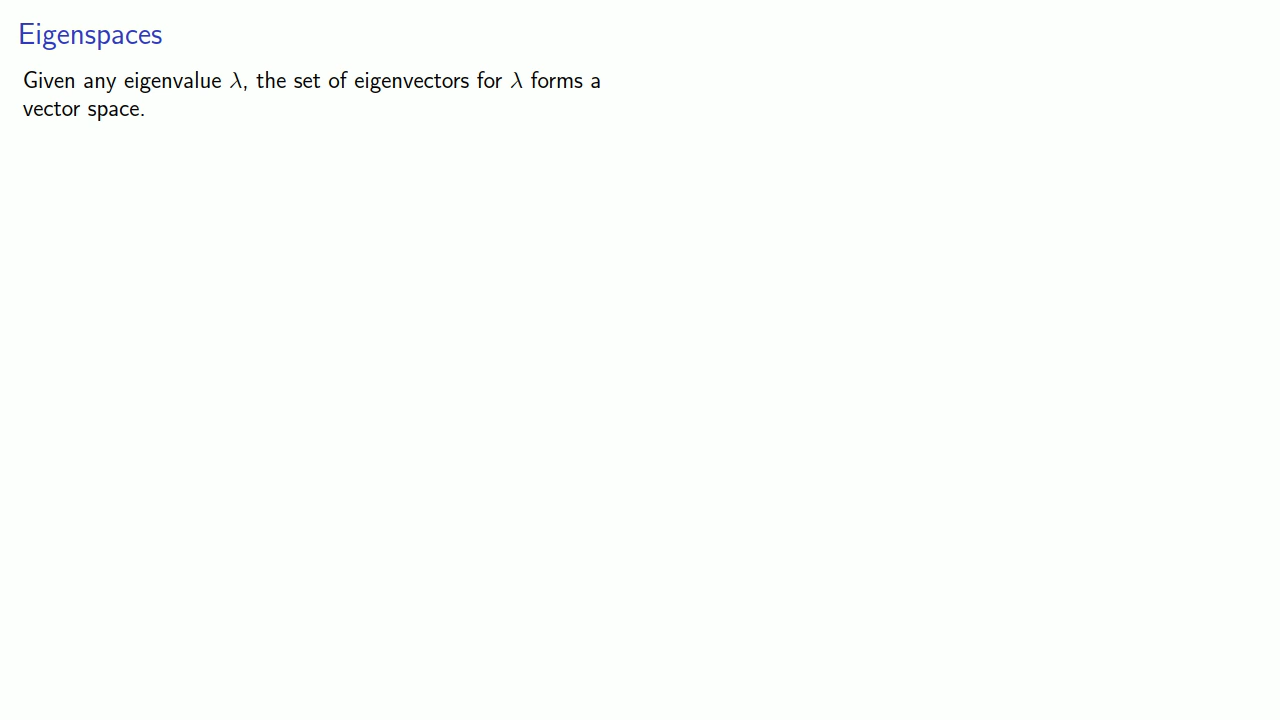 Eigenspaces
Given any eigenvalue λ, the set of eigenvectors for λ forms a
vector space.